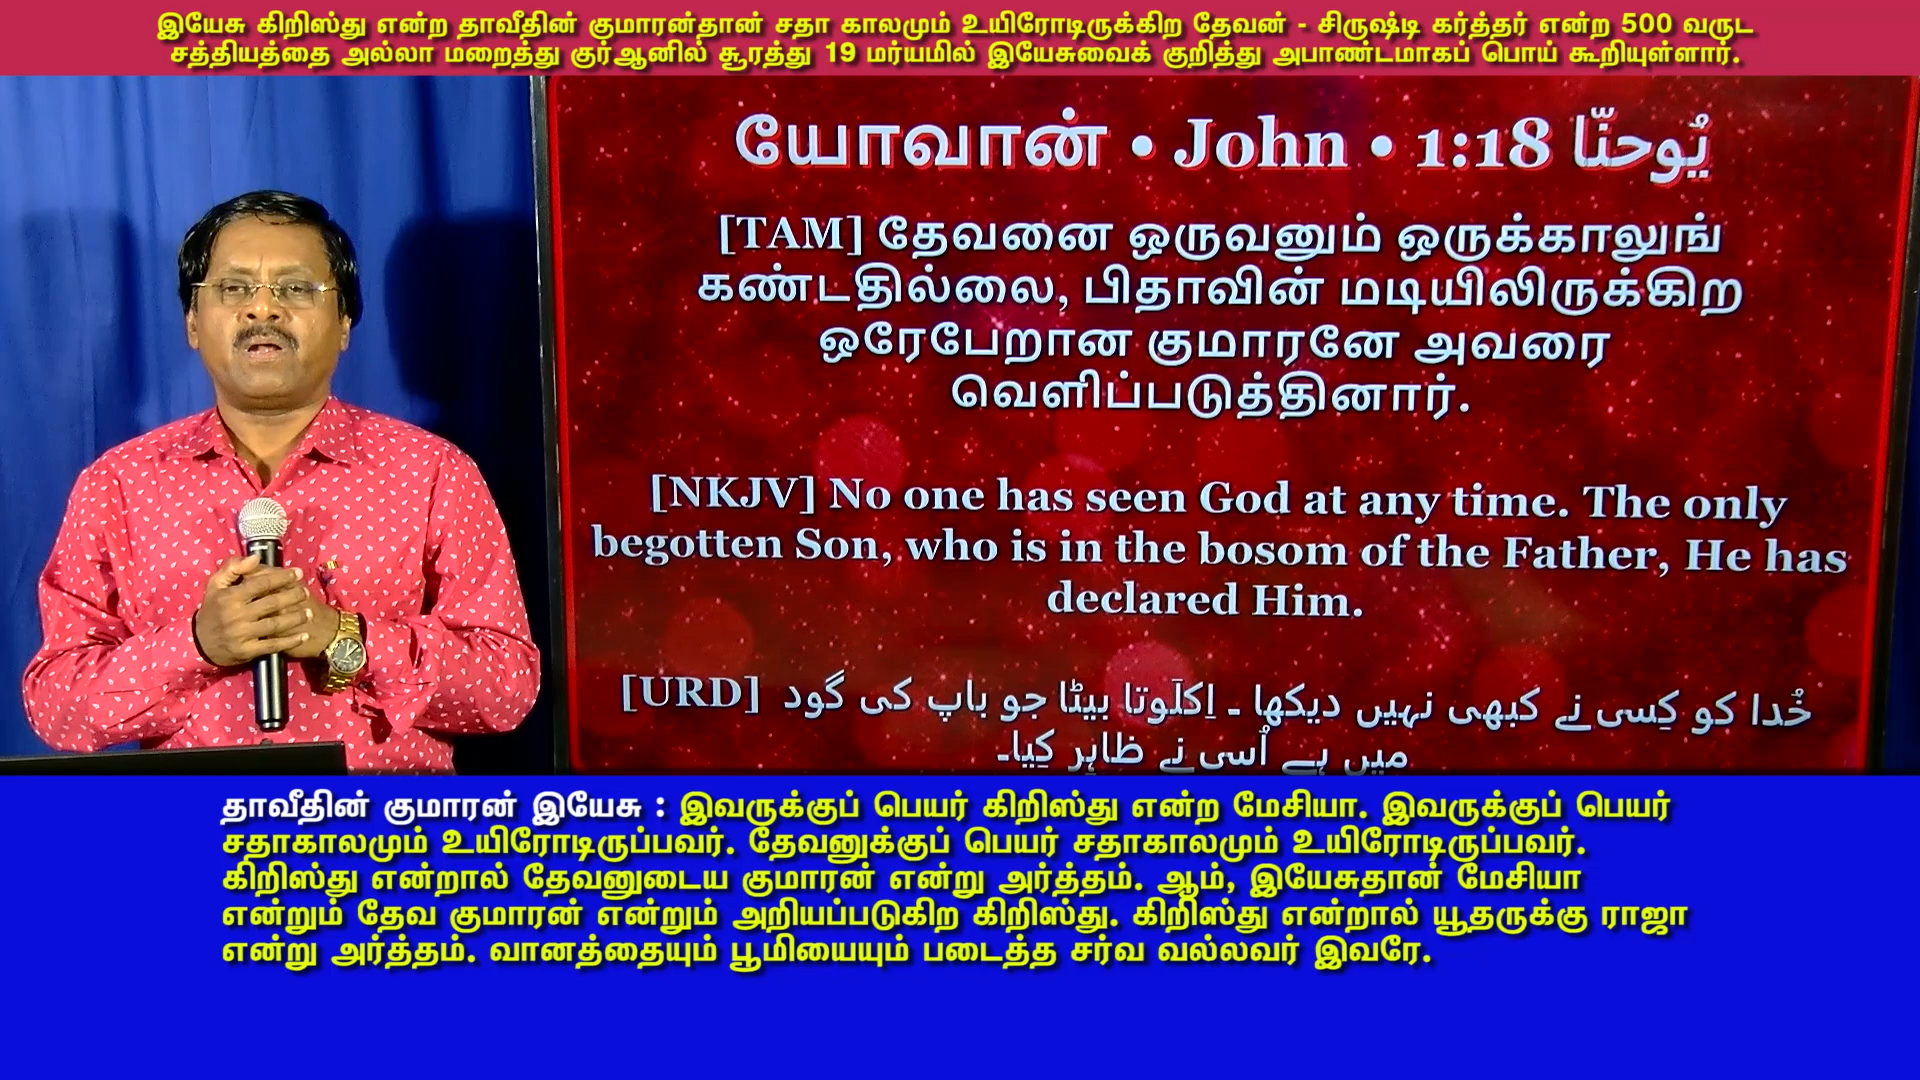 இயேசு கிறிஸ்து என்ற தாவீதின் குமாரன்தான் சதா காலமும் உயிரோடிருக்கிற தேவன் - சிருஷ்டி கர்த்தர் என்ற 500 வருட
சத்தியத்தை அல்லா மறைத்து குர்ஆனில் சூரத்து 19 மர்யமில் இயேசுவைக் குறித்து அபாண்டமாகப் பொய் கூறியுள்ளார்.
யோவான் • John • 1:18 یُوحنّا
[TAM] தேவனை ஒருவனும் ஒருக்காலுங்
கண்டதில்லை, பிதாவின் மடியிலிருக்கிற
ஒரேபேறான குமாரனே அவரை
வெளிப்படுத்தினார்.
[NKJV] No one has seen God at any time. The only
begotten Son, who is in the bosom of the Father, He has
declared Him.
[URD] خُدا کو کِسی نے کبھی نہیں دیکھا ۔ اِکلَوتا بیٹا جو باپ کی گود
میں ہے اُسی نے ظاہِر کِیا۔
தாவீதின் குமாரன் இயேசு : இவருக்குப் பெயர் கிறிஸ்து என்ற மேசியா. இவருக்குப் பெயர்
சதாகாலமும் உயிரோடிருப்பவர். தேவனுக்குப் பெயர் சதாகாலமும் உயிரோடிருப்பவர்.
கிறிஸ்து என்றால் தேவனுடைய குமாரன் என்று அர்த்தம். ஆம், இயேசுதான் மேசியா
என்றும் தேவ குமாரன் என்றும் அறியப்படுகிற கிறிஸ்து. கிறிஸ்து என்றால் யூதருக்கு ராஜா
என்று அர்த்தம். வானத்தையும் பூமியையும் படைத்த சர்வ வல்லவர் இவரே.